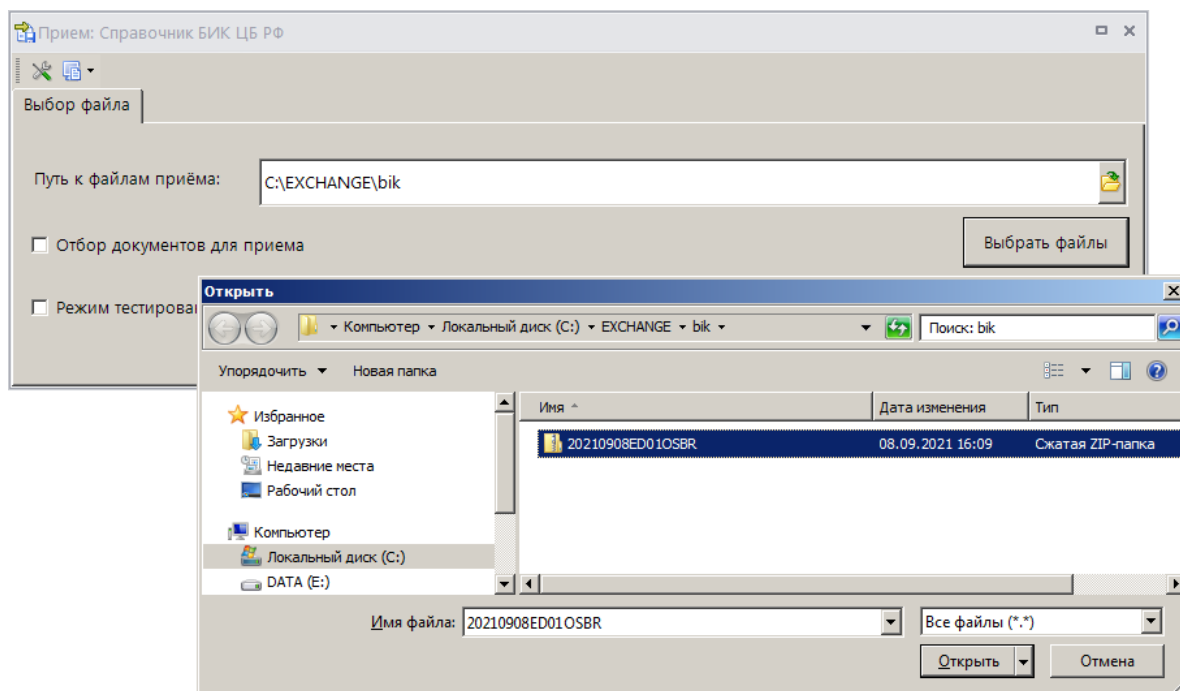 Прием: Справочник БИК ЦБ РФ
Выбор файла
Путь к файлам приёма:
C:\EXCHANGE\bik
Отбор документов для приема
Выбрать файлы
Режим тестирова
Открыть
Компьютер Локальный диск (C:) EXCHANGE bik
Поиск: bik
Упорядочить Новая папка
Избранное
Загрузки
Недавние места
Рабочий стол
Компьютер
Локальный диск (C:)
DATA (E:)
Имя Дата изменения Тип
20210908ED01OSBR 08.09.2021 16:09 Сжатая ZIP-папка
Имя файла: 20210908ED01OSBR Все файлы (*.*)
Открыть Отмена